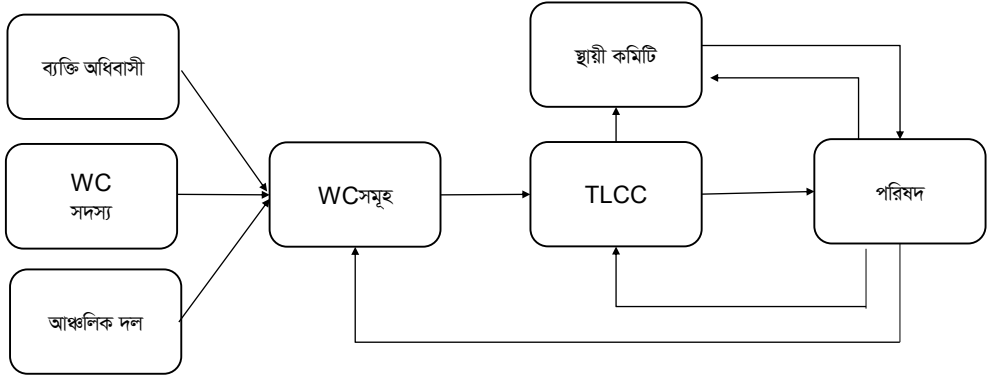 ব্যক্তি অধিবাসী
স্থায়ী কমিটি
WC
সদস্য
WCসমূহ
TLCC
পরিষদ
আঞ্চলিক দল